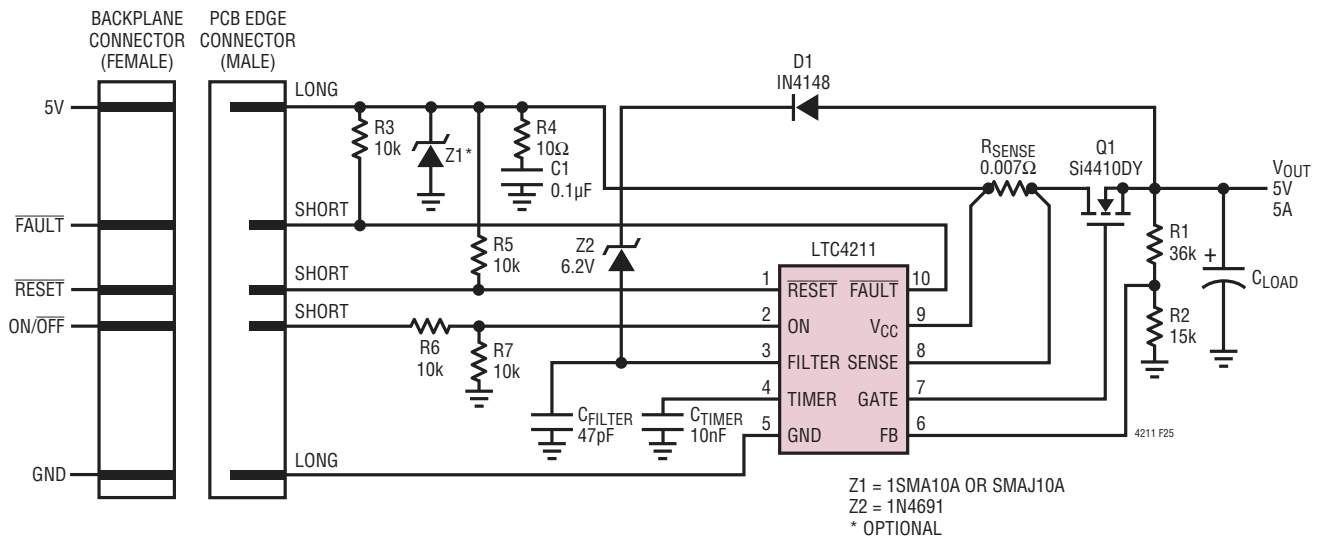 BACKPLANE
CONNECTOR
(FEMALE)
PCB EDGE
CONNECTOR
(MALE)
LONG
5V
R3
10k
Z1*
R4
10Ω
C1
0.1µF
D1
IN4148
RSENSE
0.007Ω
Q1
Si4410DY
VOUT
5V
5A
SHORT
FAULT
R5
10k
Z2
6.2V
R1
36k
+
CLOAD
LTC4211
SHORT
RESET
1
RESET
FAULT
10
SHORT
ON/OFF
R6
10k
R7
10k
2
ON
VCC
9
R2
15k
3
FILTER
SENSE
8
4
TIMER
GATE
7
CFILTER
47pF
CTIMER
10nF
5
GND
FB
6
4211 F25
LONG
GND
Z1 = 1SMA10A OR SMAJ10A
Z2 = 1N4691
* OPTIONAL